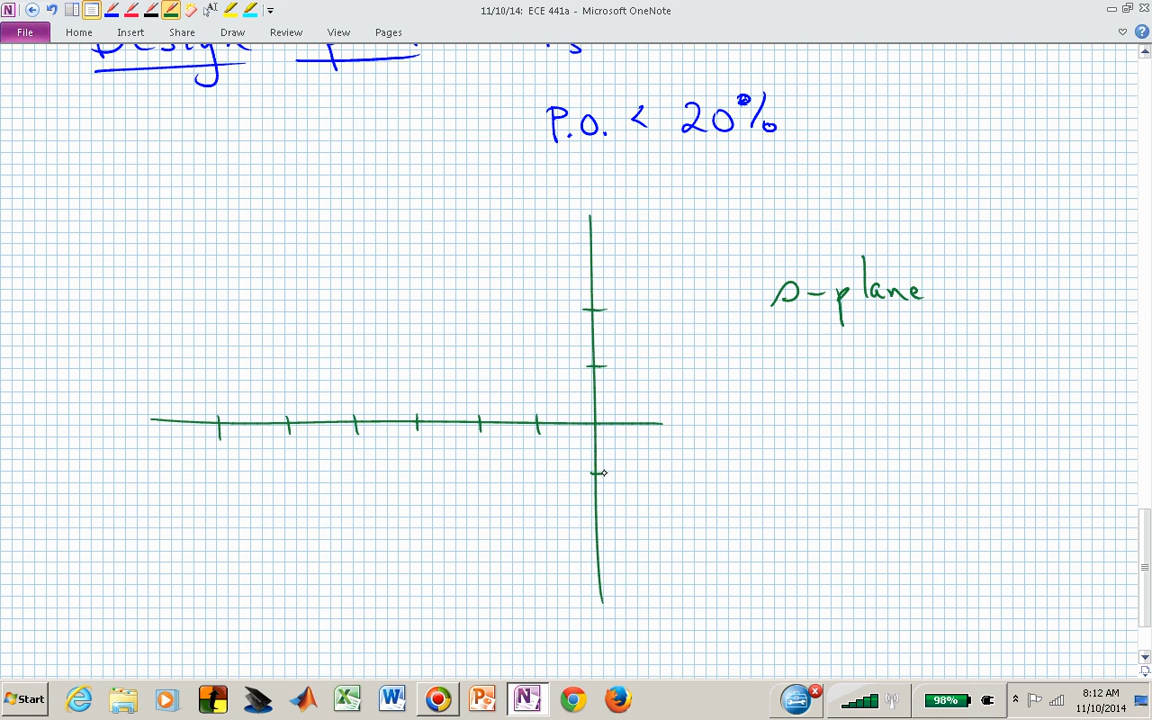 11/10/14: ECE 441a - Microsoft OneNote
File Home Insert Share Draw Review View Pages
Design
P.O. < 20%
s-plane
Start
98%
8:12 AM
11/10/2014